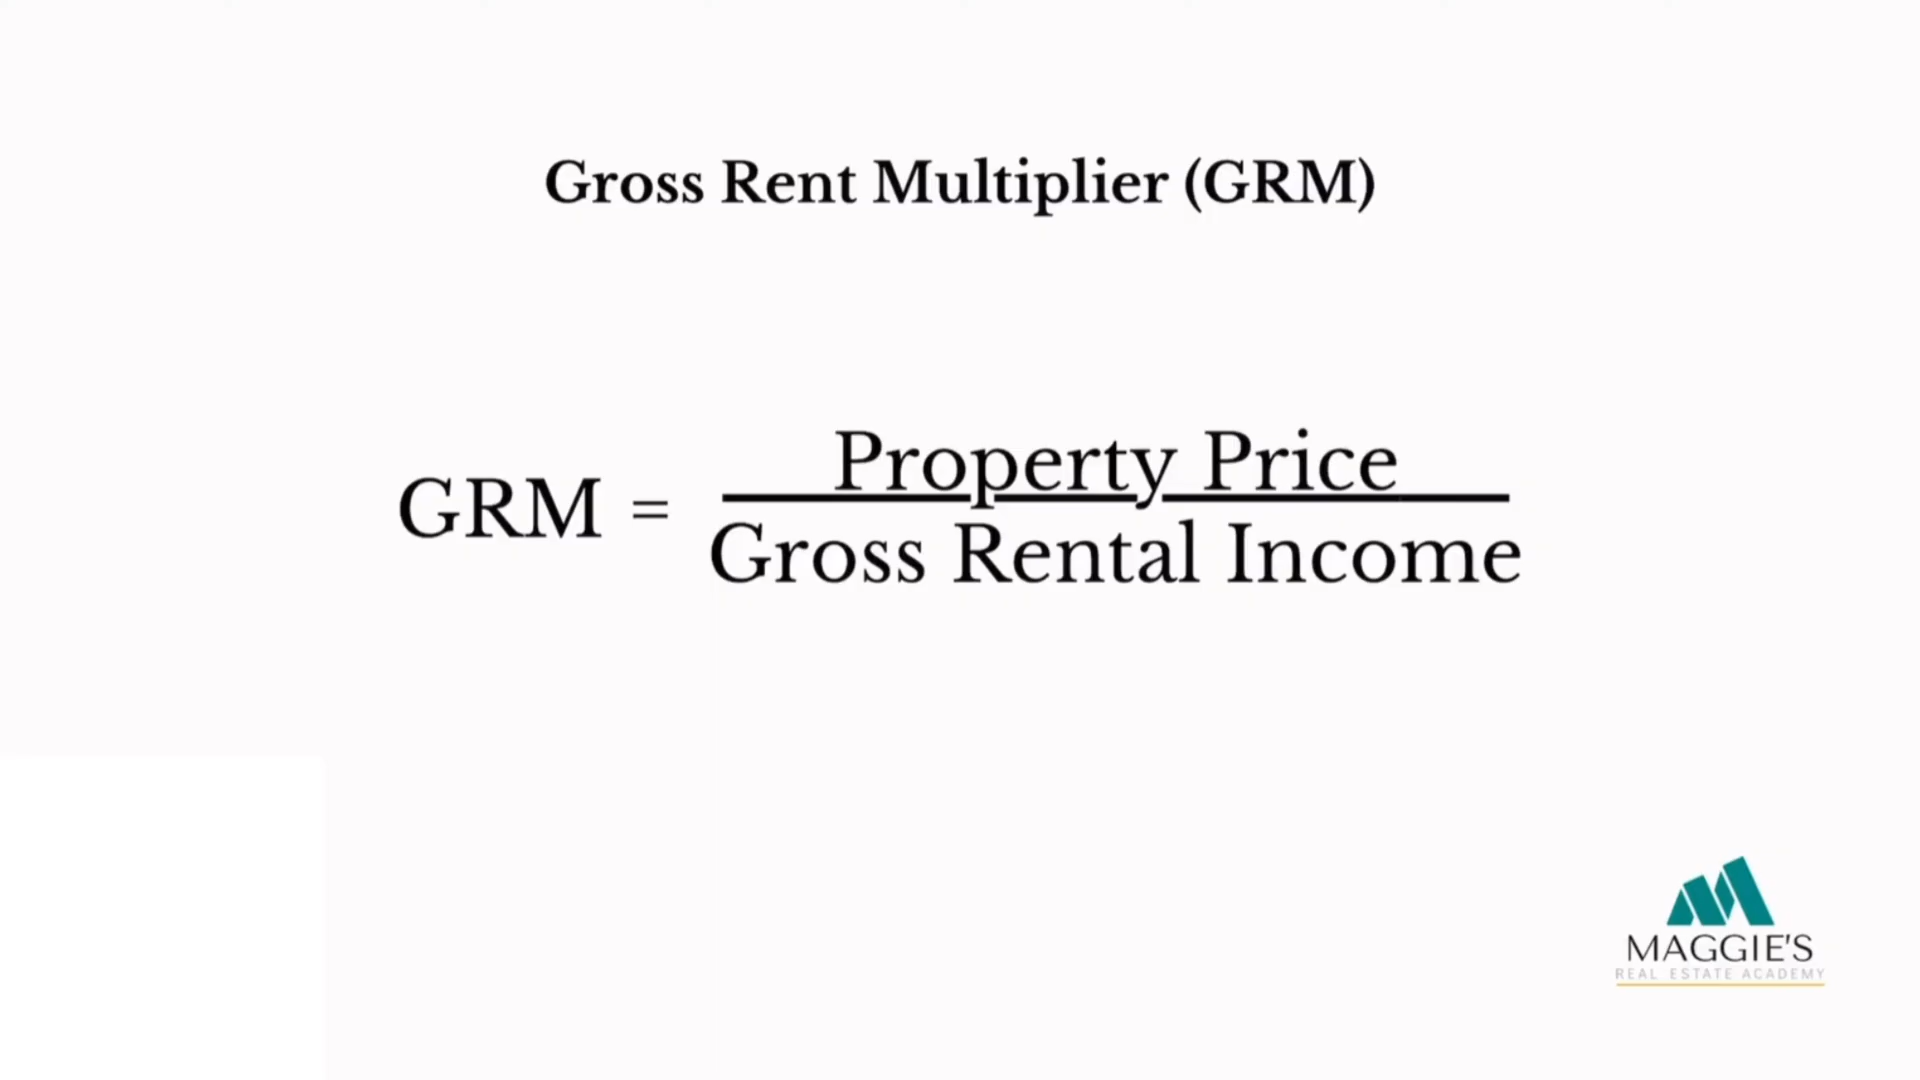 Gross Rent Multiplier (GRM)
GRM = Property Price
Gross Rental Income
MAGGIE'S
REAL ESTATE ACADEMY